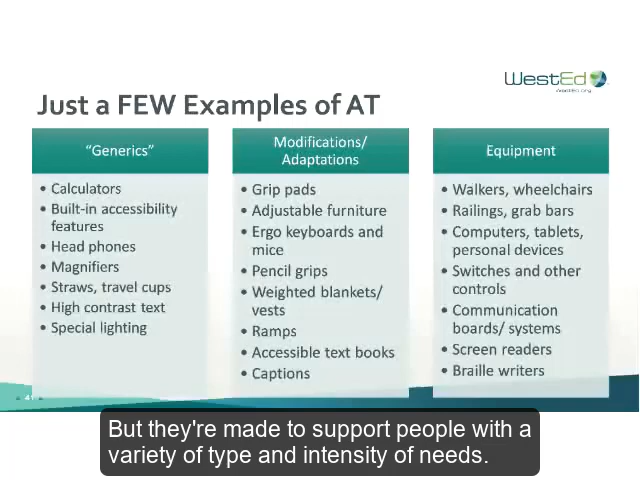 WestEd
WestEd.org
Just a FEW Examples of AT
“Generics”
• Calculators
• Built-in accessibility
features
• Head phones
• Magnifiers
• Straws, travel cups
• High contrast text
• Special lighting
Modifications/
Adaptations
• Grip pads
• Adjustable furniture
• Ergo keyboards and
mice
• Pencil grips
• Weighted blankets/
vests
• Ramps
• Accessible text books
• Captions
Equipment
• Walkers, wheelchairs
• Railings, grab bars
• Computers, tablets,
personal devices
• Switches and other
controls
• Communication
boards/ systems
• Screen readers
• Braille writers
41
But they're made to support people with a
variety of type and intensity of needs.